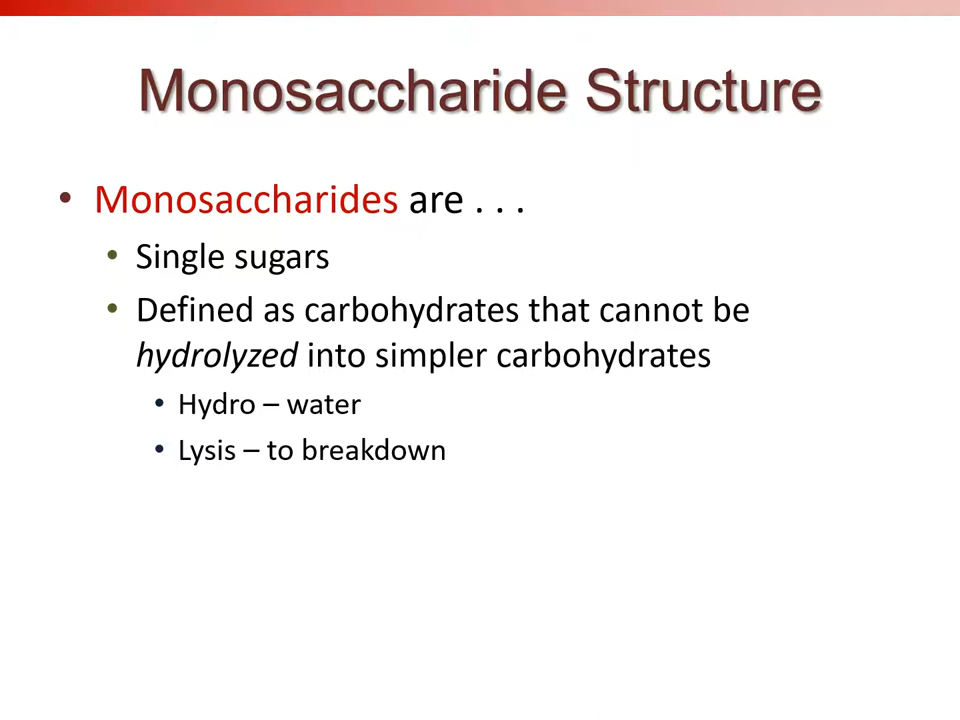 Monosaccharide Structure
• Monosaccharides are . . .
• Single sugars
• Defined as carbohydrates that cannot be
hydrolyzed into simpler carbohydrates
• Hydro – water
• Lysis – to breakdown